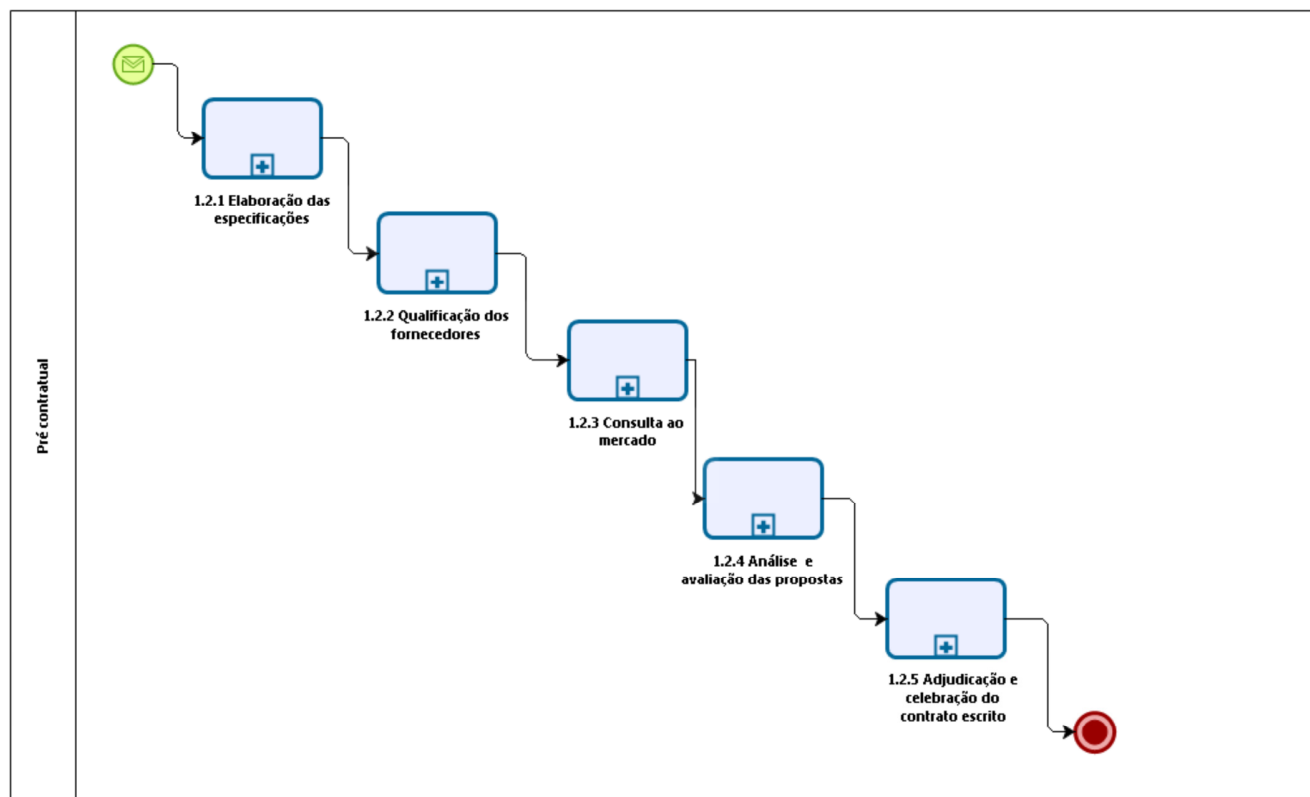 Pré contratual
1.2.1 Elaboração das
especificações
1.2.2 Qualificação dos
fornecedores
1.2.3 Consulta ao
mercado
1.2.4 Análise  e
avaliação das propostas
1.2.5 Adjudicação e
celebração do
contrato escrito